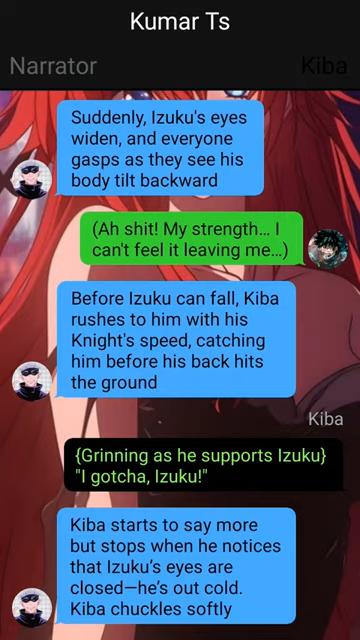 Kumar Ts
Narrator
Kiba
Suddenly, Izuku's eyes
widen, and everyone
gasps as they see his
body tilt backward
(Ah shit! My strength… I
can't feel it leaving me…)
Before Izuku can fall, Kiba
rushes to him with his
Knight's speed, catching
him before his back hits
the ground
Kiba
{Grinning as he supports Izuku}
"I gotcha, Izuku!"
Kiba starts to say more
but stops when he notices
that Izuku’s eyes are
closed—he’s out cold.
Kiba chuckles softly